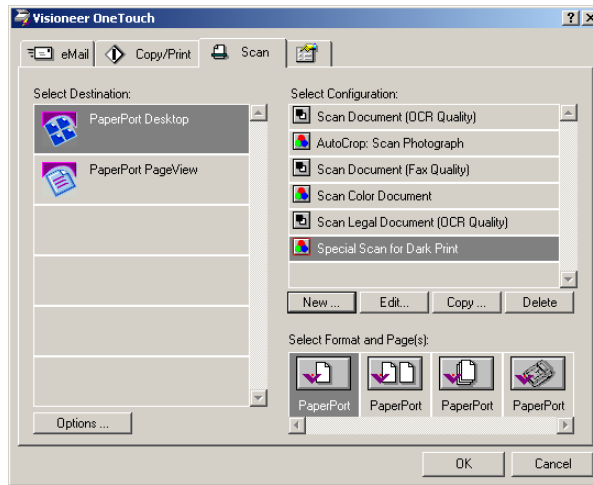 Visioneer OneTouch
eMail Copy/Print Scan
Select Destination:
PaperPort Desktop
PaperPort PageView
Options ...
Select Configuration:
Scan Document (OCR Quality)
AutoCrop: Scan Photograph
Scan Document (Fax Quality)
Scan Color Document
Scan Legal Document (OCR Quality)
Special Scan for Dark Print
New ... Edit... Copy ... Delete
Select Format and Page(s):
PaperPort PaperPort PaperPort PaperPort
OK Cancel